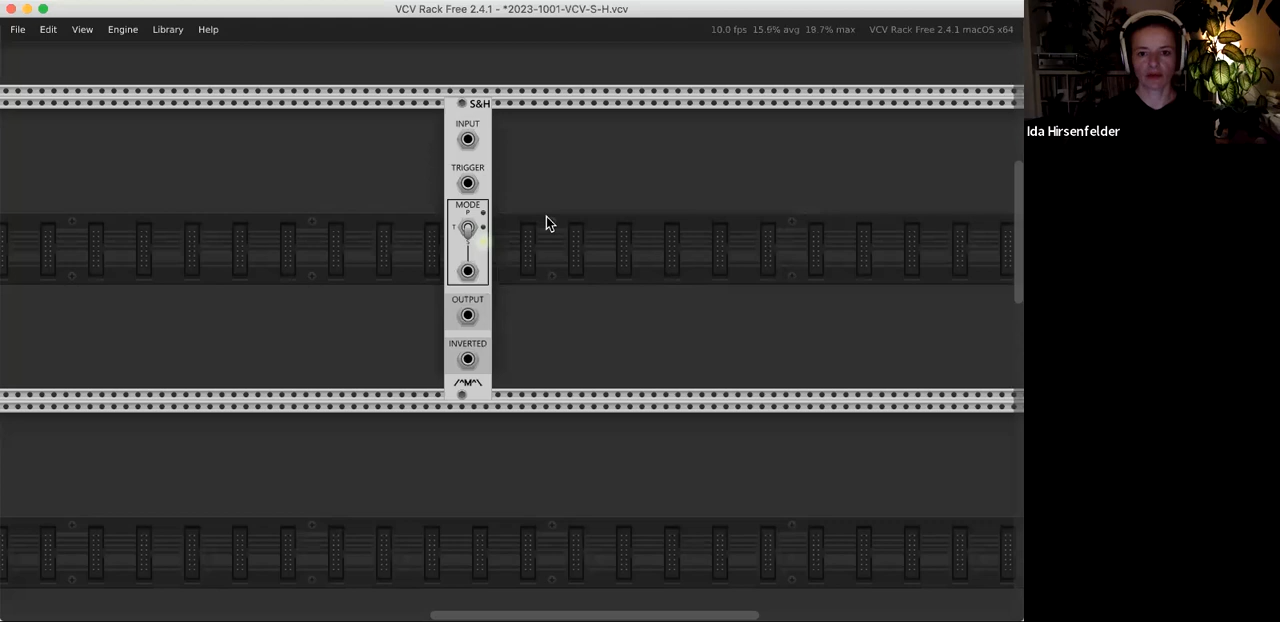 VCV Rack Free 2.4.1 - *2023-1001-VCV-S-H.vcv
File Edit View Engine Library Help
10.0 fps 15.6% avg 19.7% max VCV Rack Free 2.4.1 macOS x64
S&H
INPUT
TRIGGER
MODE
P
T
OUTPUT
INVERTED
Ida Hirsenfelder